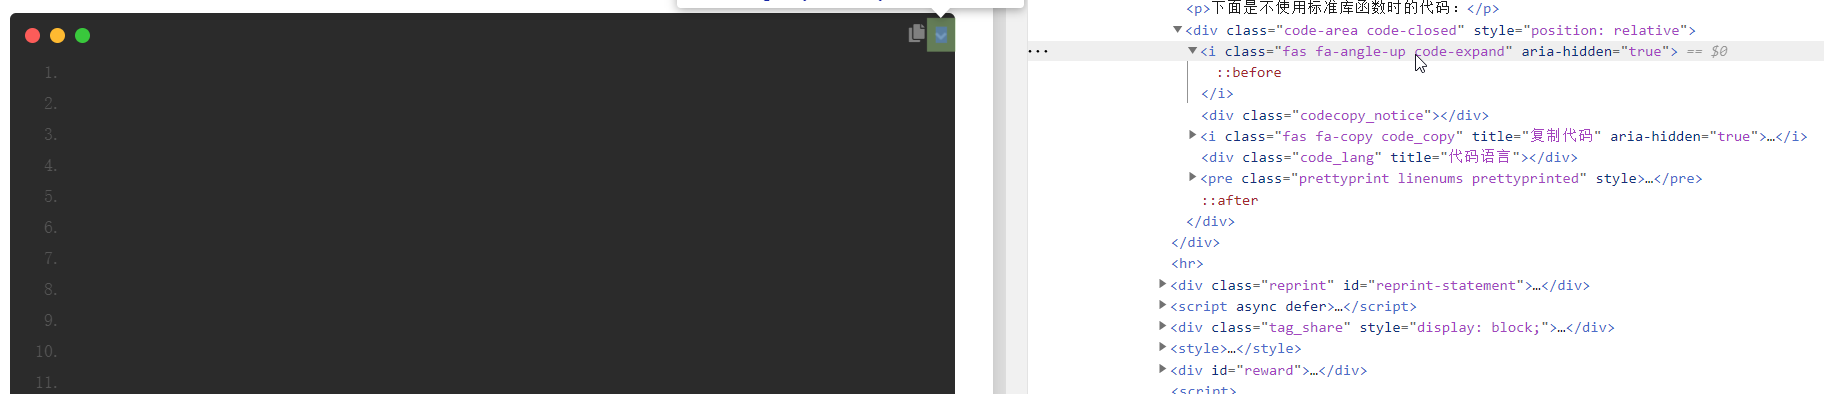 1.
2.
3.
4.
5.
6.
7.
8.
9.
10.
11.
<p>下面是不使用标准库函数时的代码：</p>
▼<div class="code-area code-closed" style="position: relative">
··· ▼<i class="fas fa-angle-up code-expand" aria-hidden="true"> == $0
::before
</i>
<div class="codecopy_notice"></div>
▶<i class="fas fa-copy code_copy" title="复制代码" aria-hidden="true">…</i>
<div class="code_lang" title="代码语言"></div>
▶<pre class="prettyprint linenums prettyprinted" style>…</pre>
::after
</div>
</div>
<hr>
▶<div class="reprint" id="reprint-statement">…</div>
▶<script async defer>…</script>
▶<div class="tag_share" style="display: block;">…</div>
▶<style>…</style>
▶<div id="reward">…</div>
<script>